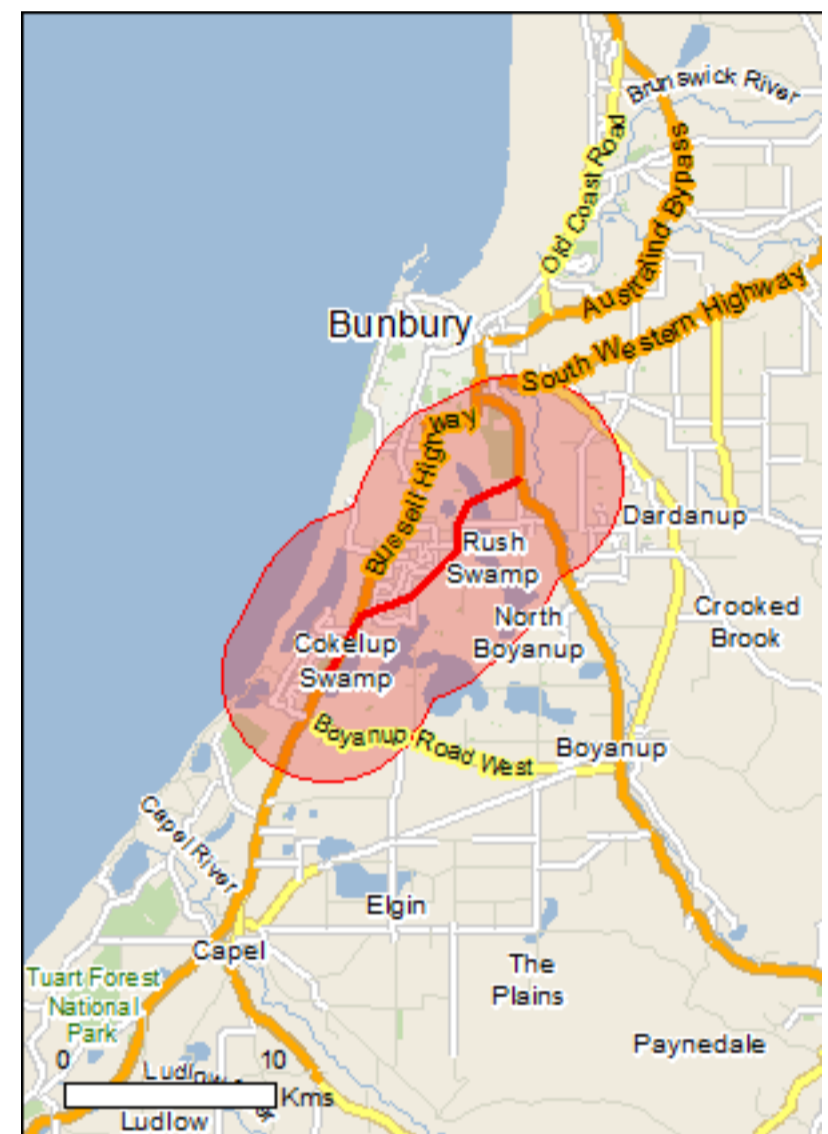 Brunswick River
Old Coast Road
Australind Bypass
South Western Highway
Bunbury
Bussell Highway
Dardanup
Rush
Swamp
Crooked
Brook
North
Boyanup
Cokelup
Swamp
Boyanup Road West
Boyanup
Capel River
Elgin
Capel
The
Plains
Tuart Forest
National
Park
Paynedale
0 10
Kms
Ludlow